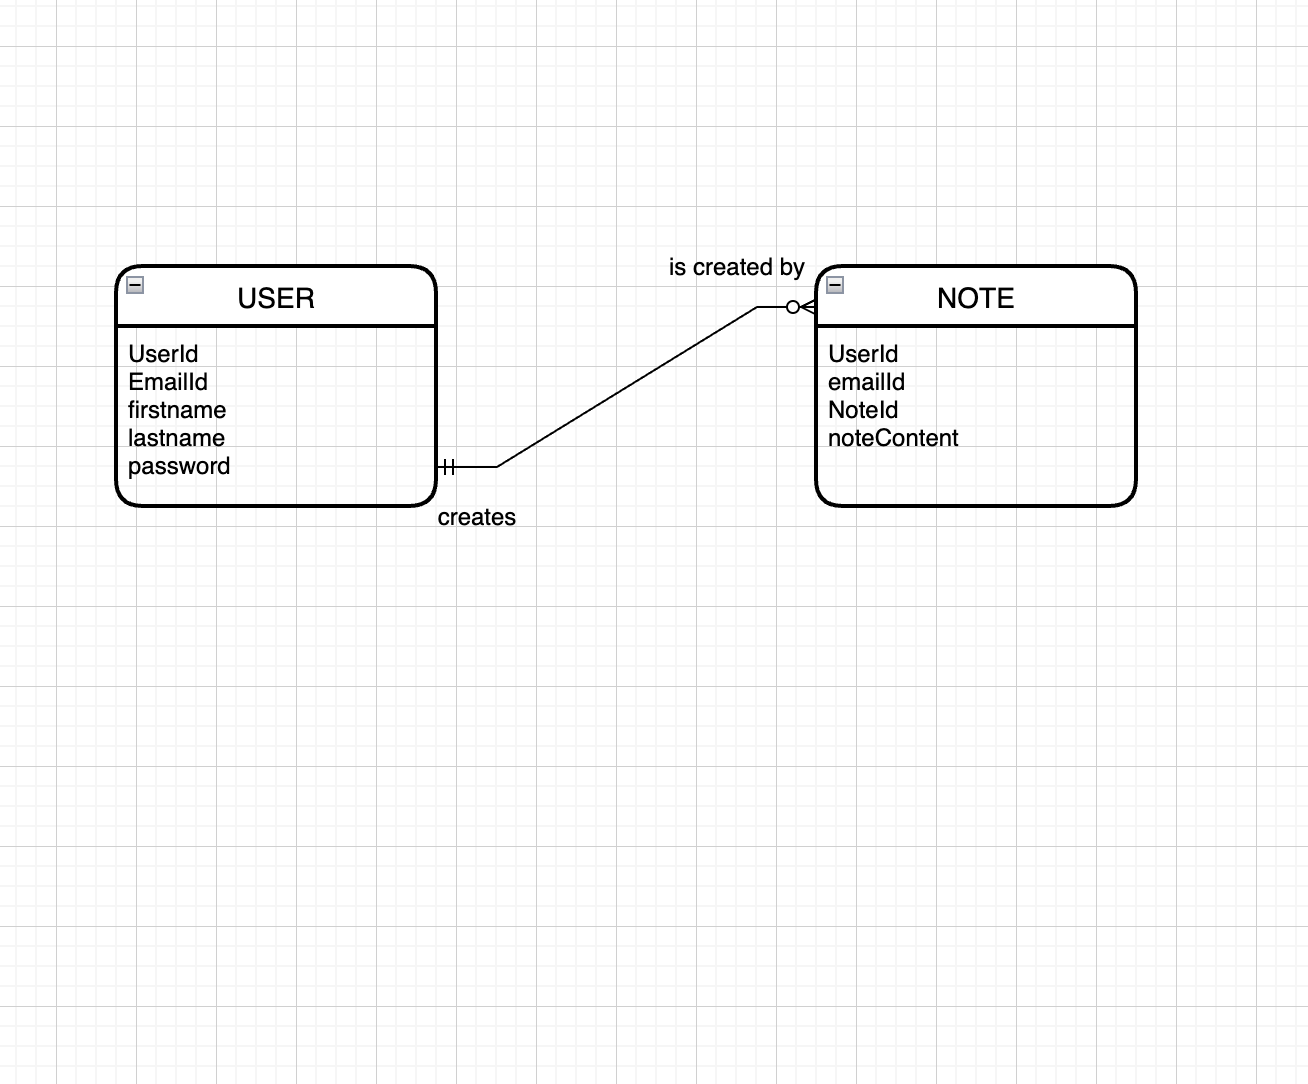 is created by
USER
UserId
EmailId
firstname
lastname
password
creates
NOTE
UserId
emailId
NoteId
noteContent